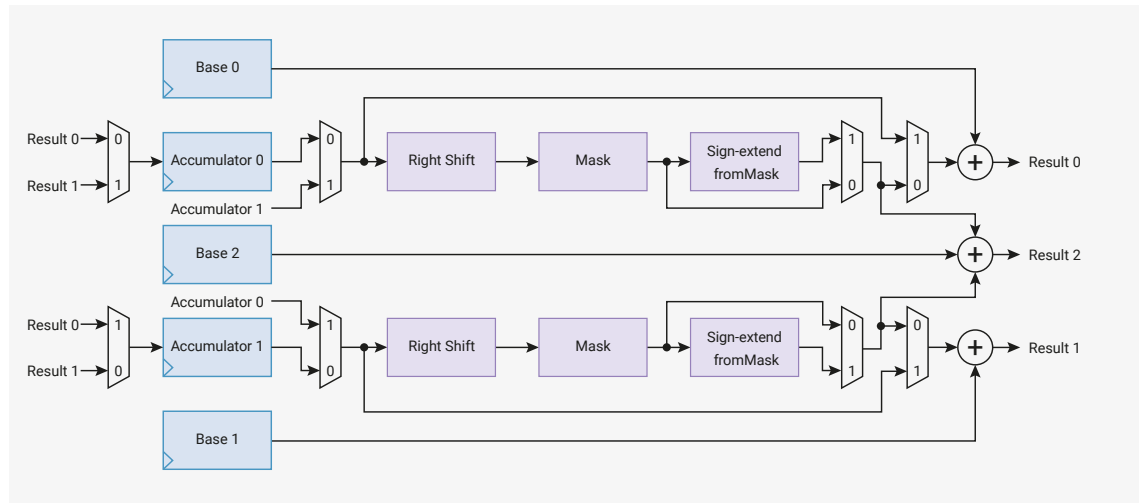 Base 0
Result 0
0
Result 1
1
Accumulator 0
0
1
Accumulator 1
Right Shift
Mask
Sign-extend
fromMask
1
0
1
0
+
Result 0
Base 2
+
Result 2
Accumulator 0
Result 0
1
Result 1
0
Accumulator 1
1
0
Right Shift
Mask
Sign-extend
fromMask
0
1
0
1
+
Result 1
Base 1